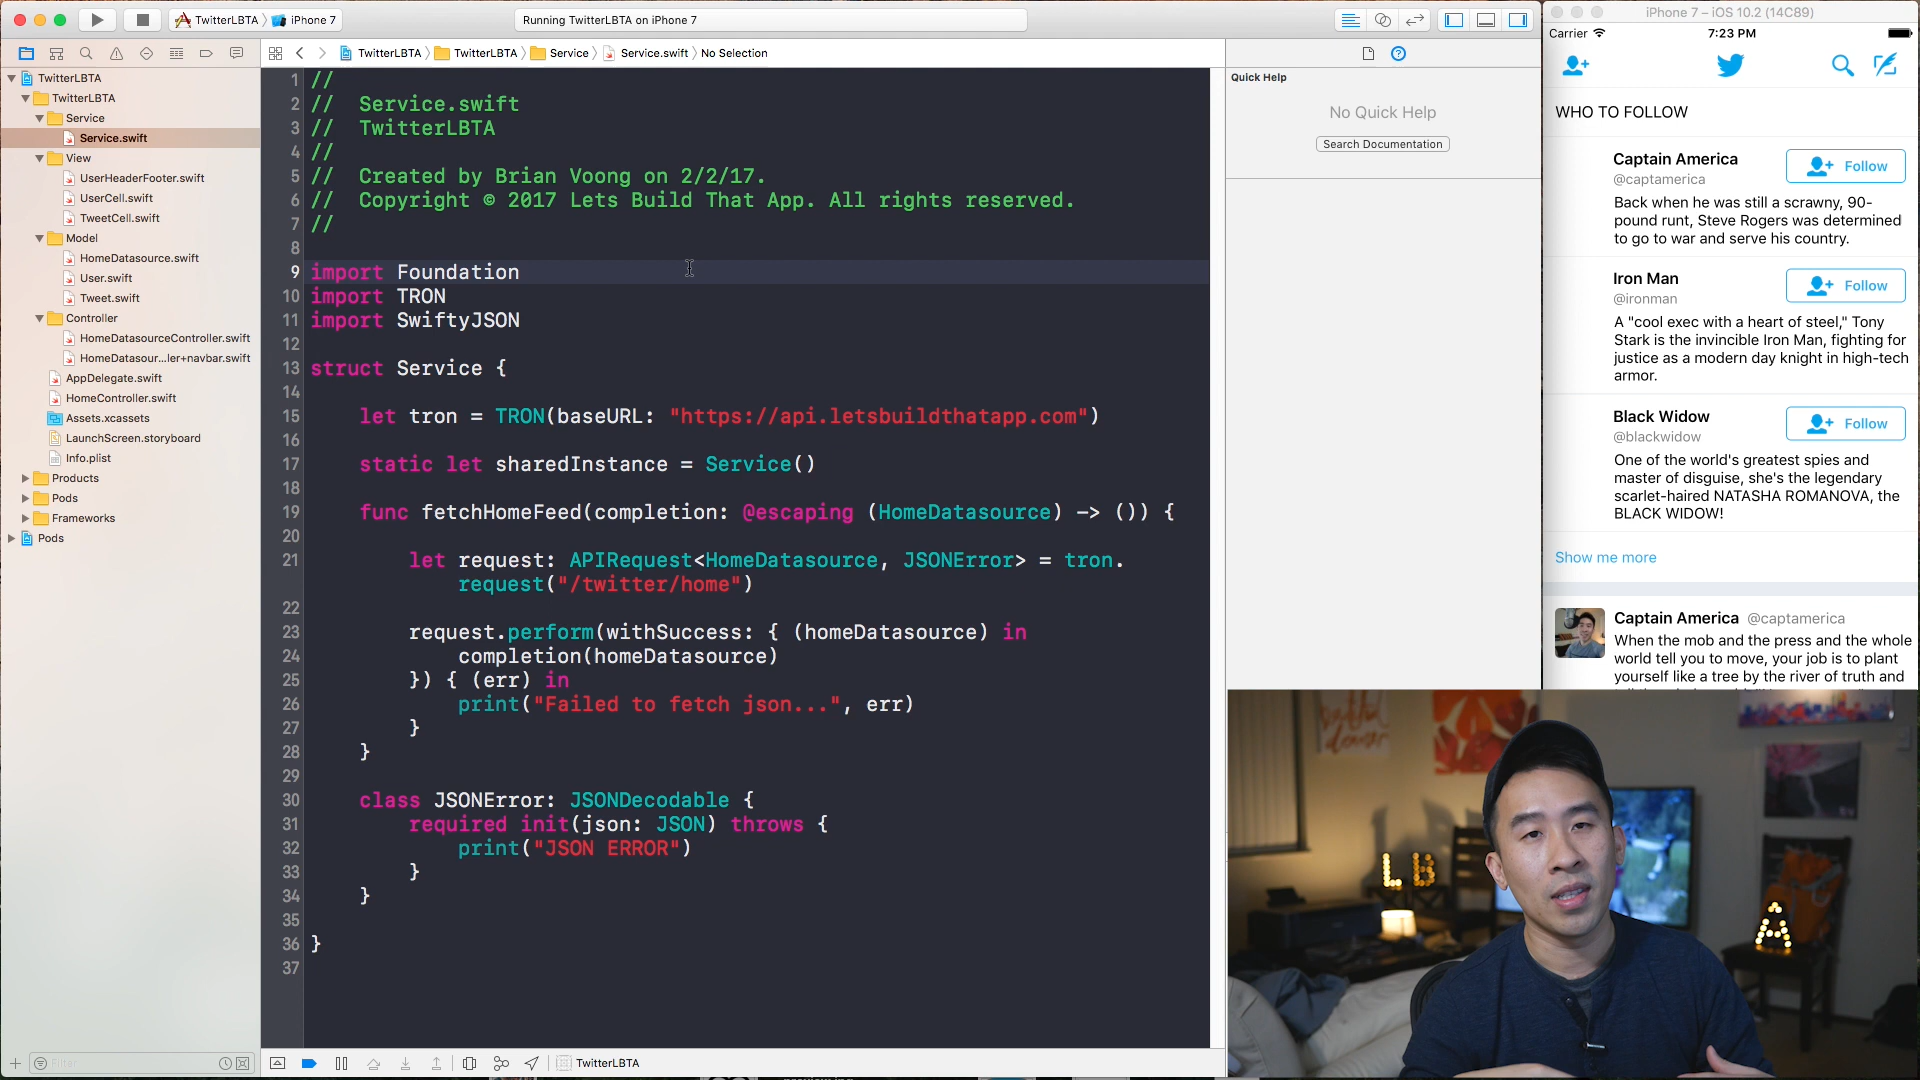 TwitterLBTA
iPhone 7
Running TwitterLBTA on iPhone 7
TwitterLBTA
TwitterLBTA
Service
Service.swift
No Selection
TwitterLBTA
TwitterLBTA
Service
Service.swift
View
UserHeaderFooter.swift
UserCell.swift
TweetCell.swift
Model
HomeDatasource.swift
User.swift
Tweet.swift
Controller
HomeDatasourceController.swift
HomeDatasour...ler+navbar.swift
AppDelegate.swift
HomeController.swift
Assets.xcassets
LaunchScreen.storyboard
Info.plist
Products
Pods
Frameworks
Pods
Filter
1 //
2 // Service.swift
3 // TwitterLBTA
4 //
5 // Created by Brian Voong on 2/2/17.
6 // Copyright © 2017 Lets Build That App. All rights reserved.
7 //
8
9 import Foundation
10 import TRON
11 import SwiftyJSON
12
13 struct Service {
14
15 let tron = TRON(baseURL: "https://api.letsbuildthatapp.com")
16
17 static let sharedInstance = Service()
18
19 func fetchHomeFeed(completion: @escaping (HomeDatasource) -> ()) {
20
21 let request: APIRequest<HomeDatasource, JSONError> = tron.
request("/twitter/home")
22
23 request.perform(withSuccess: { (homeDatasource) in
24 completion(homeDatasource)
25 }) { (err) in
26 print("Failed to fetch json...", err)
27 }
28 }
29
30 class JSONError: JSONDecodable {
31 required init(json: JSON) throws {
32 print("JSON ERROR")
33 }
34 }
35
36 }
37
TwitterLBTA
Quick Help
No Quick Help
Search Documentation
iPhone 7 – iOS 10.2 (14C89)
Carrier
7:23 PM
WHO TO FOLLOW
Captain America
Follow
@captamerica
Back when he was still a scrawny, 90-
pound runt, Steve Rogers was determined
to go to war and serve his country.
Iron Man
Follow
@ironman
A "cool exec with a heart of steel," Tony
Stark is the invincible Iron Man, fighting for
justice as a modern day knight in high-tech
armor.
Black Widow
Follow
@blackwidow
One of the world's greatest spies and
master of disguise, she's the legendary
scarlet-haired NATASHA ROMANOVA, the
BLACK WIDOW!
Show me more
Captain America @captamerica
When the mob and the press and the whole
world tell you to move, your job is to plant
yourself like a tree by the river of truth and
LB
A